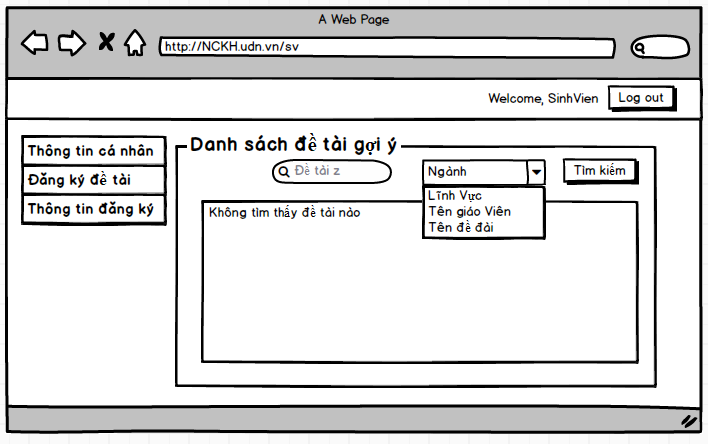 A Web Page
http://NCKH.udn.vn/sv
Welcome, SinhVien
Log out
Thông tin cá nhân
Đăng ký đề tài
Thông tin đăng ký
Danh sách đề tài gợi ý
Đề tài z
Ngành
Tìm kiếm
Lĩnh Vực
Tên giáo Viên
Tên đề đài
Không tìm thấy đề tài nào